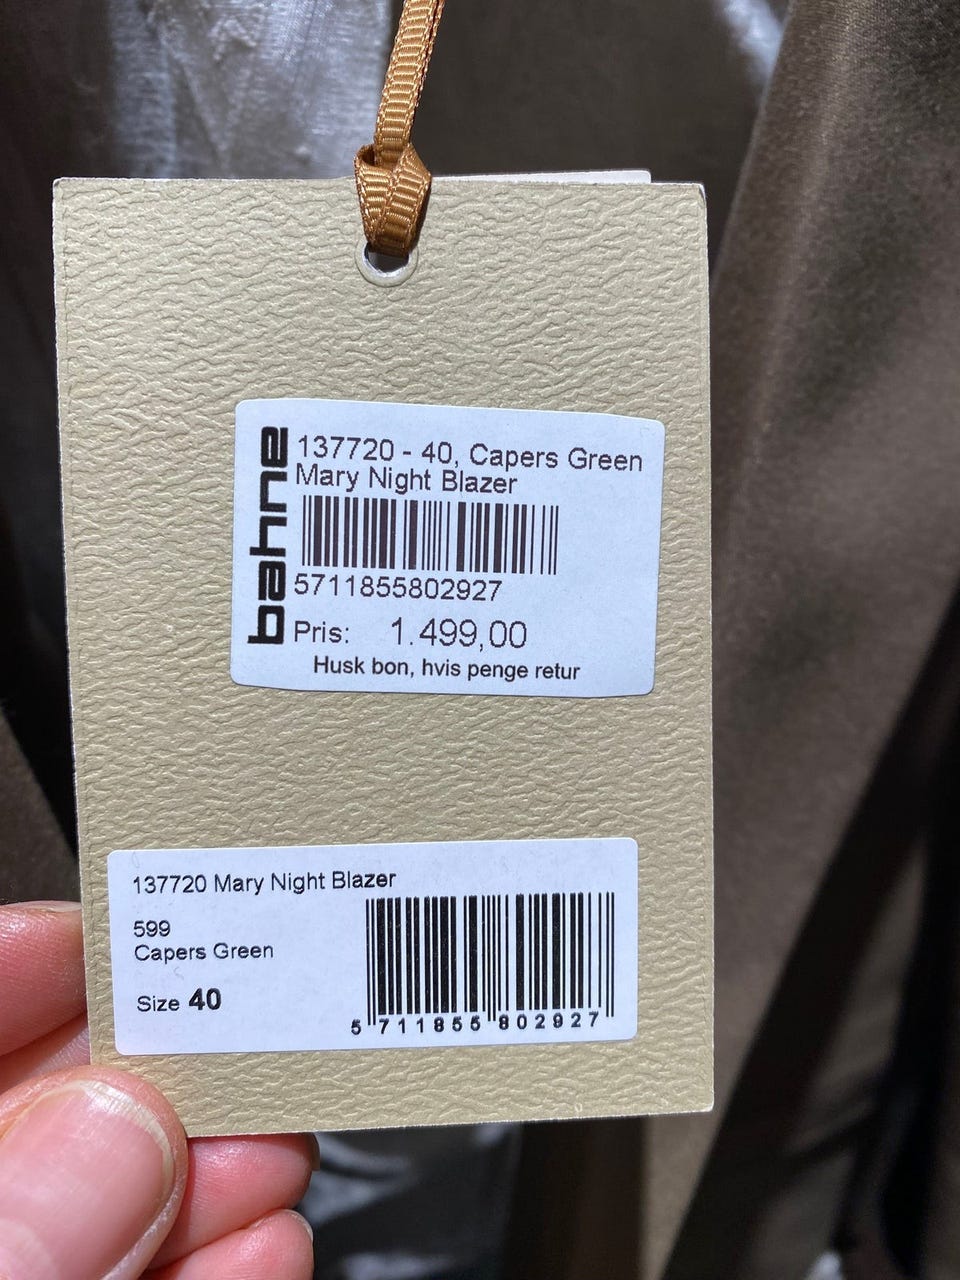 bahne
137720 - 40, Capers Green
Mary Night Blazer
5711855802927
Pris: 1.499,00
Husk bon, hvis penge retur
137720 Mary Night Blazer
599
Capers Green
Size 40
5 711855 802927